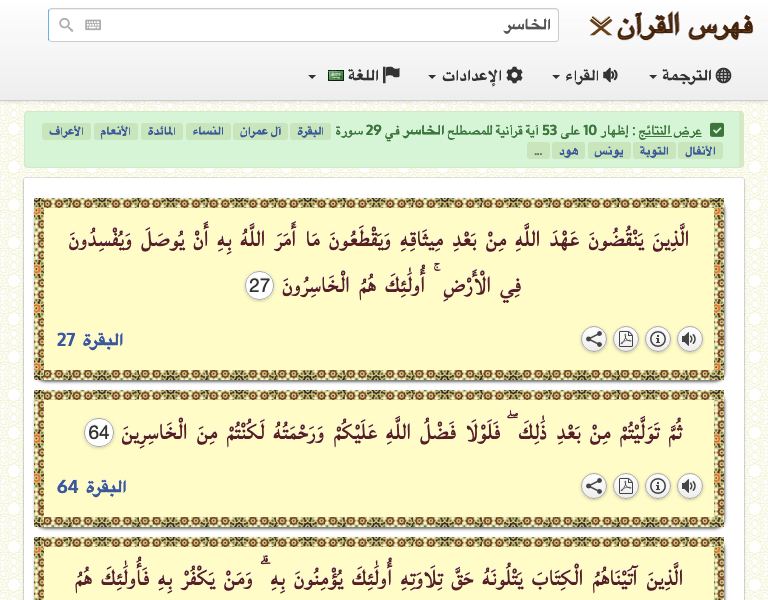 فهرس القرآن
الخاسر
الترجمة
القراء
الإعدادات
اللغة
عرض النتائج : إظهار 10 على 53 آية قرآنية للمصطلح الخاسر في 29 سورة البقرة آل عمران النساء المائدة الأنعام الأعراف
الأنفال التوبة يونس هود ...
الَّذِينَ يَنْقُضُونَ عَهْدَ اللَّهِ مِنْ بَعْدِ مِيثَاقِهِ وَيَقْطَعُونَ مَا أَمَرَ اللَّهُ بِهِ أَنْ يُوصَلَ وَيُفْسِدُونَ
فِي الْأَرْضِ ۚ أُولَٰئِكَ هُمُ الْخَاسِرُونَ 27
البقرة 27
ثُمَّ تَوَلَّيْتُمْ مِنْ بَعْدِ ذَٰلِكَ ۖ فَلَوْلَا فَضْلُ اللَّهِ عَلَيْكُمْ وَرَحْمَتُهُ لَكُنْتُمْ مِنَ الْخَاسِرِينَ 64
البقرة 64
الَّذِينَ آتَيْنَاهُمُ الْكِتَابَ يَتْلُونَهُ حَقَّ تِلَاوَتِهِ أُولَٰئِكَ يُؤْمِنُونَ بِهِ ۗ وَمَنْ يَكْفُرْ بِهِ فَأُولَٰئِكَ هُمُ